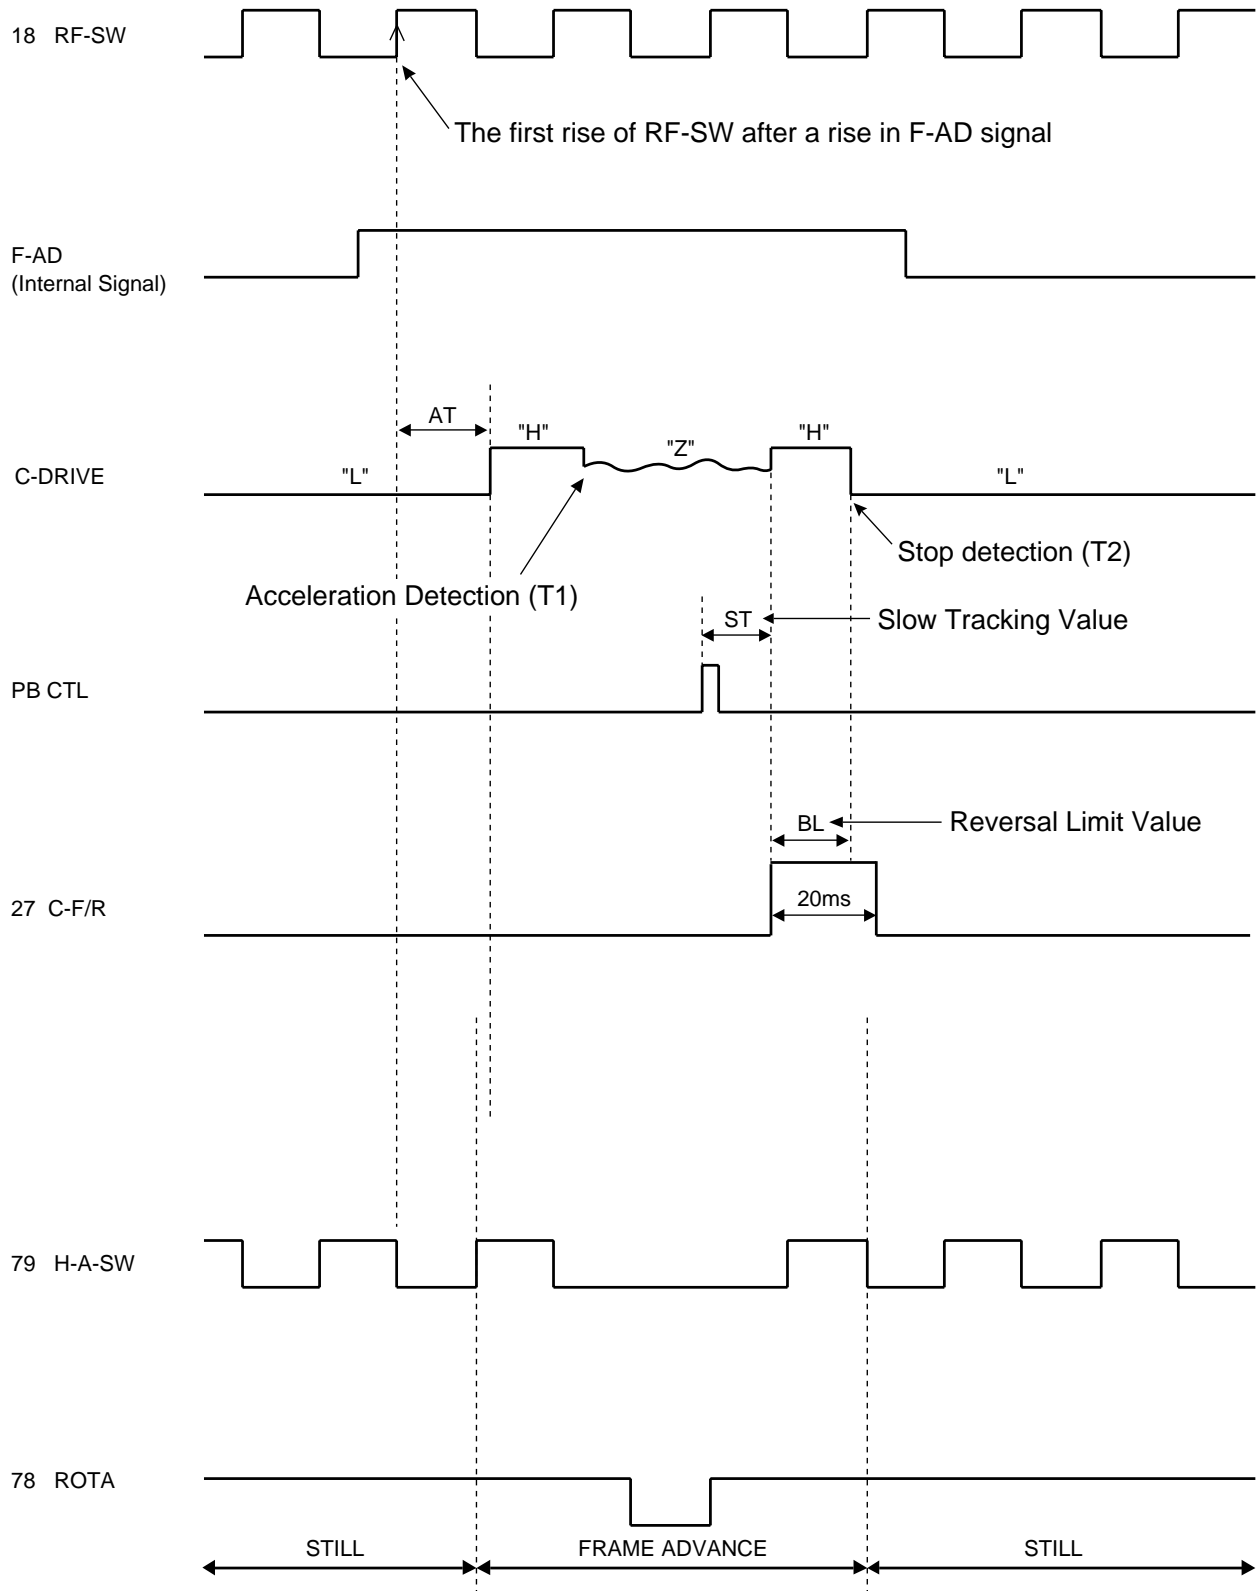 18 RF-SW
The first rise of RF-SW after a rise in F-AD signal
F-AD
(Internal Signal)
AT
"H"
"Z"
"H"
C-DRIVE
"L"
"L"
Stop detection (T2)
Acceleration Detection (T1)
ST
Slow Tracking Value
PB CTL
BL
Reversal Limit Value
27 C-F/R
20ms
79 H-A-SW
78 ROTA
STILL
FRAME ADVANCE
STILL